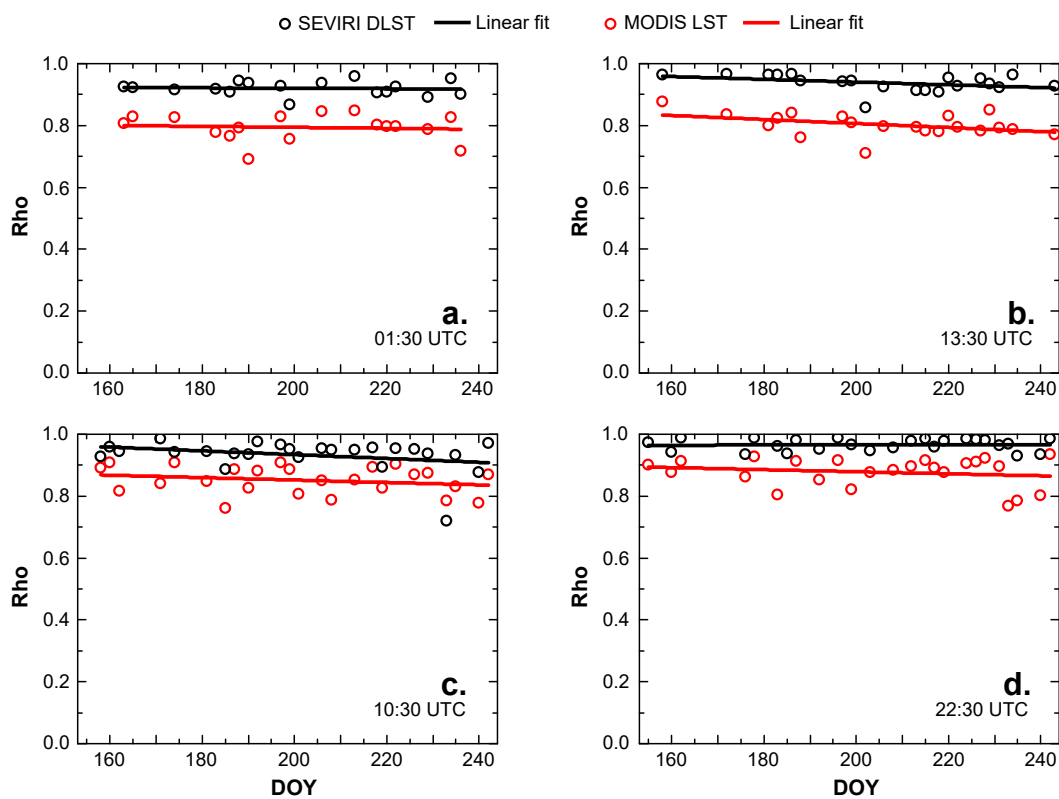 SEVIRI DLST Linear fit MODIS LST Linear fit
1.0
0.8
0.6
0.4
0.2
0.0
Rho
a.
01:30 UTC
160 180 200 220 240
1.0
0.8
0.6
0.4
0.2
0.0
Rho
b.
13:30 UTC
160 180 200 220 240
1.0
0.8
0.6
0.4
0.2
0.0
Rho
c.
10:30 UTC
160 180 200 220 240
DOY
1.0
0.8
0.6
0.4
0.2
0.0
Rho
d.
22:30 UTC
160 180 200 220 240
DOY